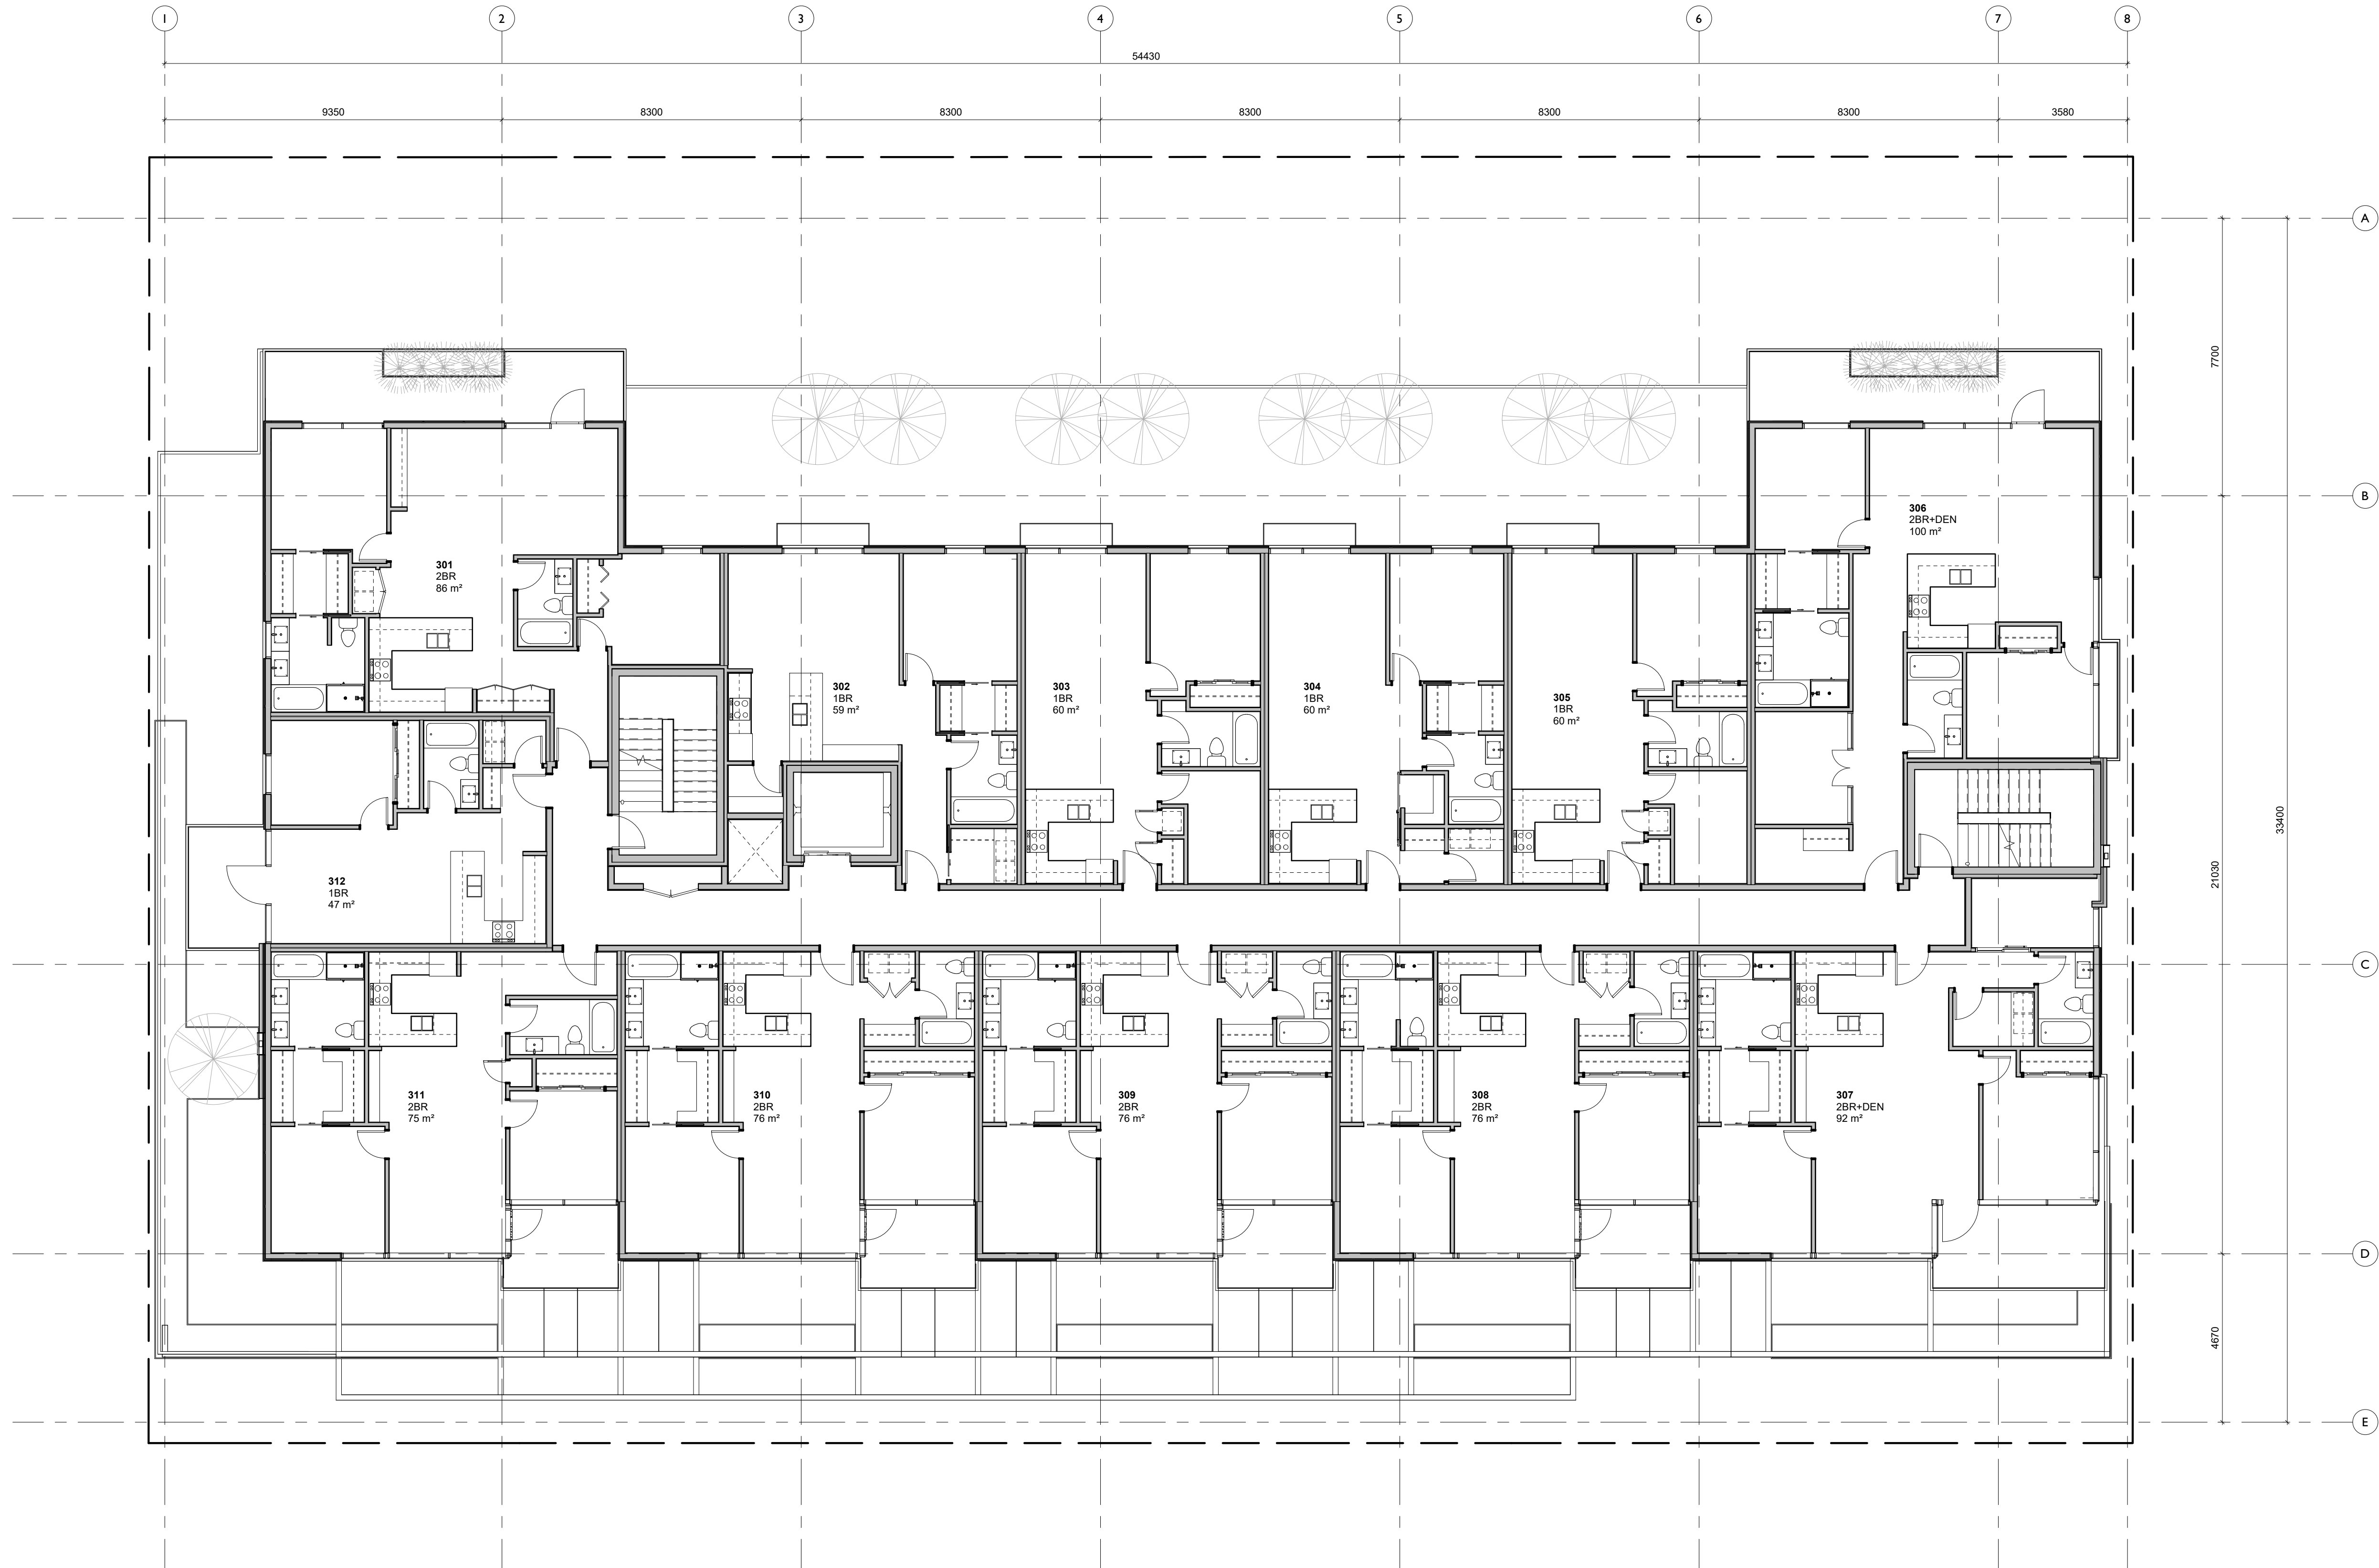 1 2 3 4 5 6 7 8
54430
9350 8300 8300 8300 8300 8300 3580
A
7700
B
306
2BR+DEN
100 m²
301
2BR
86 m²
302
1BR
59 m²
303
1BR
60 m²
304
1BR
60 m²
305
1BR
60 m²
33400
21030
312
1BR
47 m²
C
311
2BR
75 m²
310
2BR
76 m²
309
2BR
76 m²
308
2BR
76 m²
307
2BR+DEN
92 m²
D
4670
E